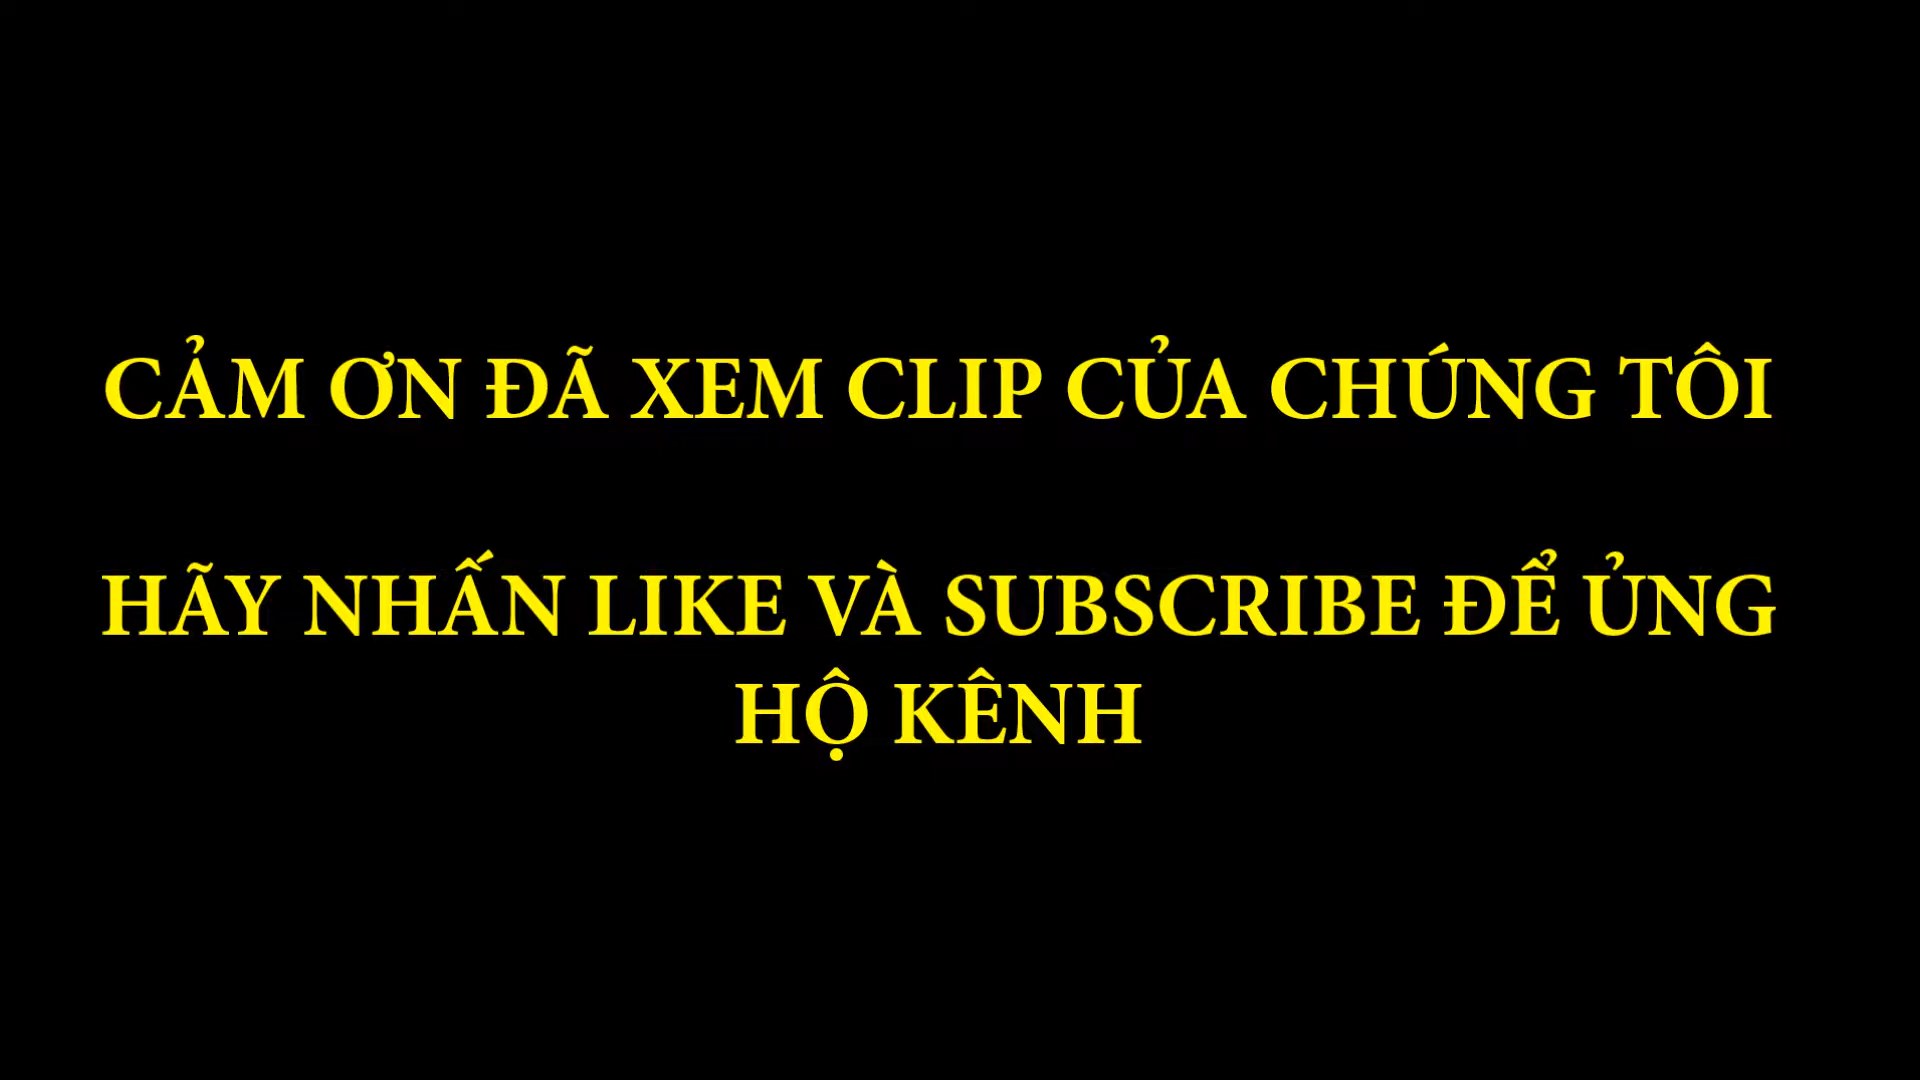 CẢM ƠN ĐÃ XEM CLIP CỦA CHÚNG TÔI
HÃY NHẤN LIKE VÀ SUBSCRIBE ĐỂ ỦNG
HỘ KÊNH